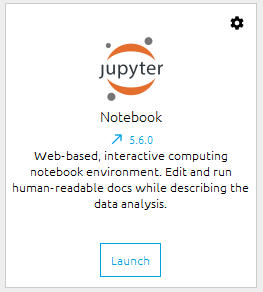 jupyter
Notebook
5.6.0
Web-based, interactive computing
notebook environment. Edit and run
human-readable docs while describing the
data analysis.
Launch